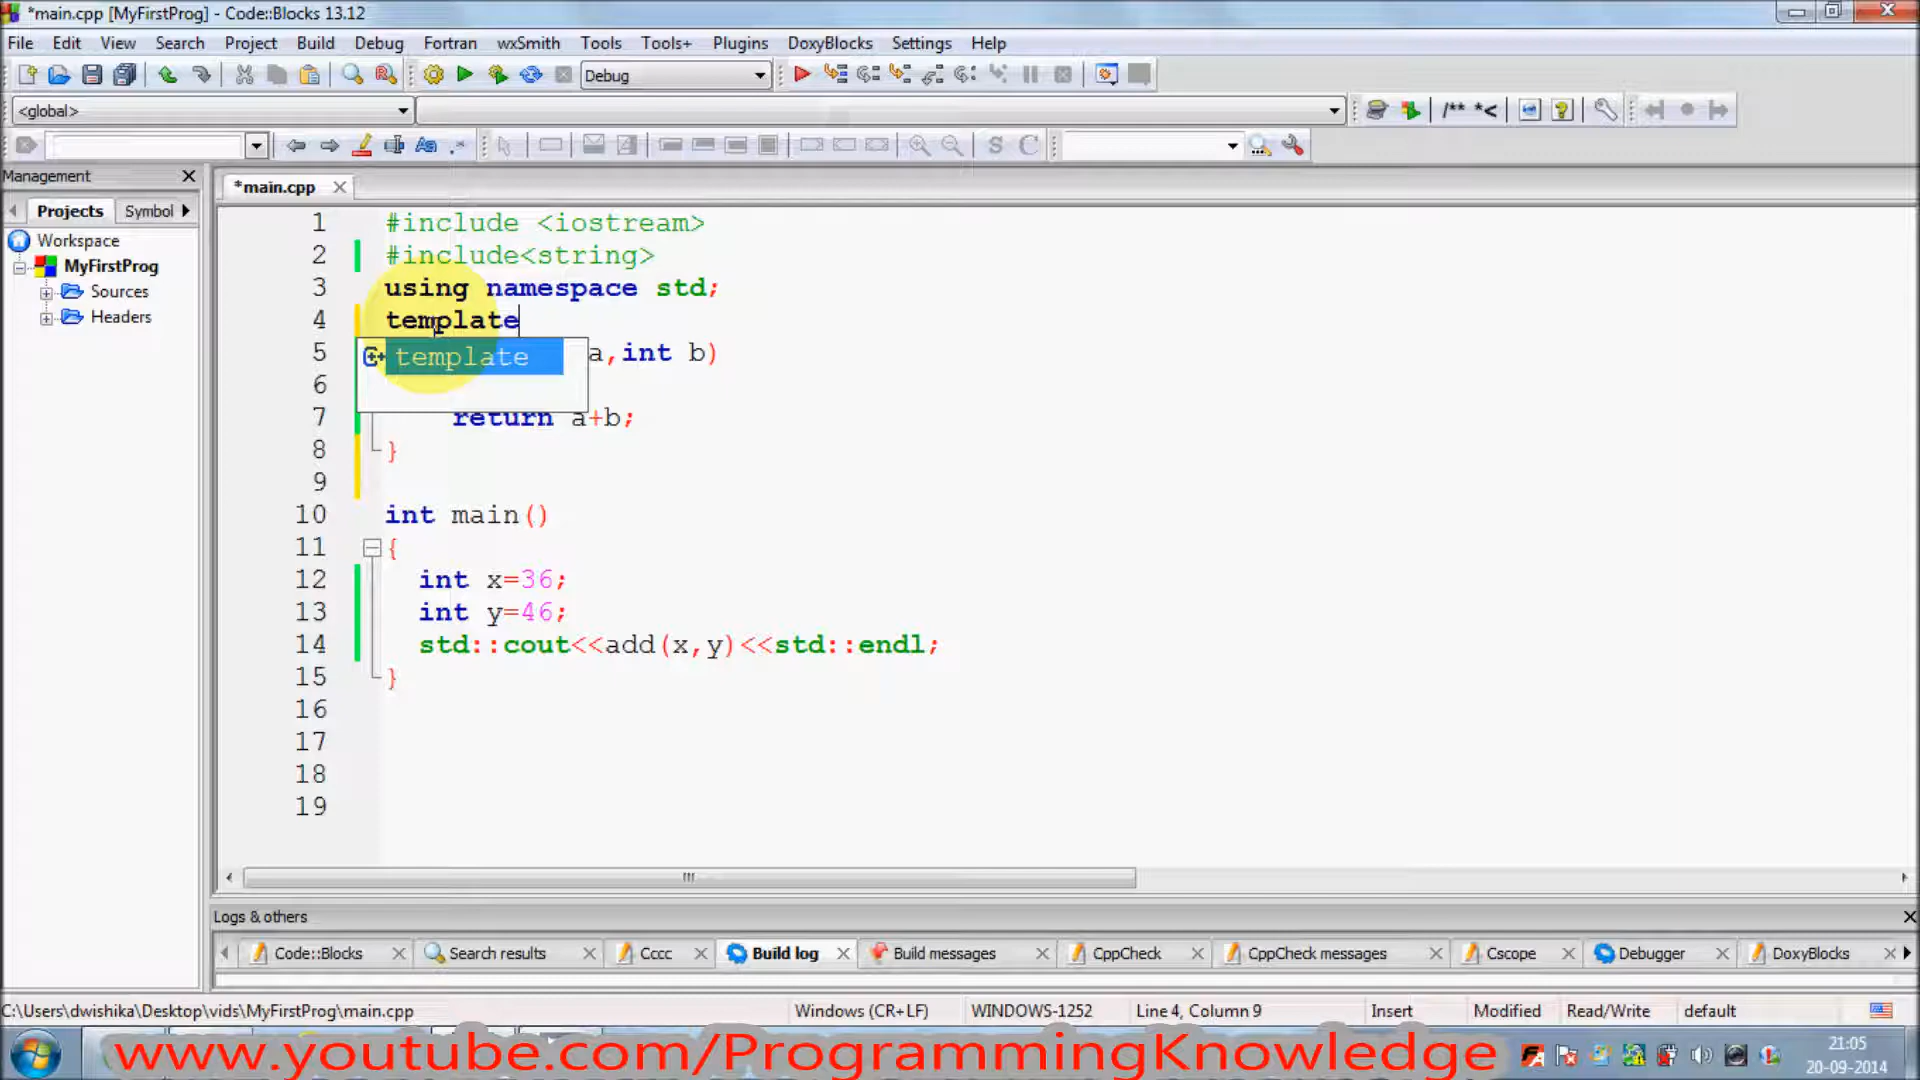 *main.cpp [MyFirstProg] - Code::Blocks 13.12
File Edit View Search Project Build Debug Fortran wxSmith Tools Tools+ Plugins DoxyBlocks Settings Help
Debug
<global>
/** *<
S C
Management
*main.cpp
Projects Symbol
Workspace
MyFirstProg
Sources
Headers
1 #include <iostream>
2 #include<string>
3 using namespace std;
4 template
template
5 a,int b)
6
7 return a+b;
8 }
9
10 int main()
11 {
12 int x=36;
13 int y=46;
14 std::cout<<add(x,y)<<std::endl;
15 }
16
17
18
19
Logs & others
Code::Blocks Search results Cccc Build log Build messages CppCheck CppCheck messages Cscope Debugger DoxyBlocks
C:\Users\dwishika\Desktop\vids\MyFirstProg\main.cpp Windows (CR+LF) WINDOWS-1252 Line 4, Column 9 Insert Modified Read/Write default
www.youtube.com/ProgrammingKnowledge
21:05
20-09-2014